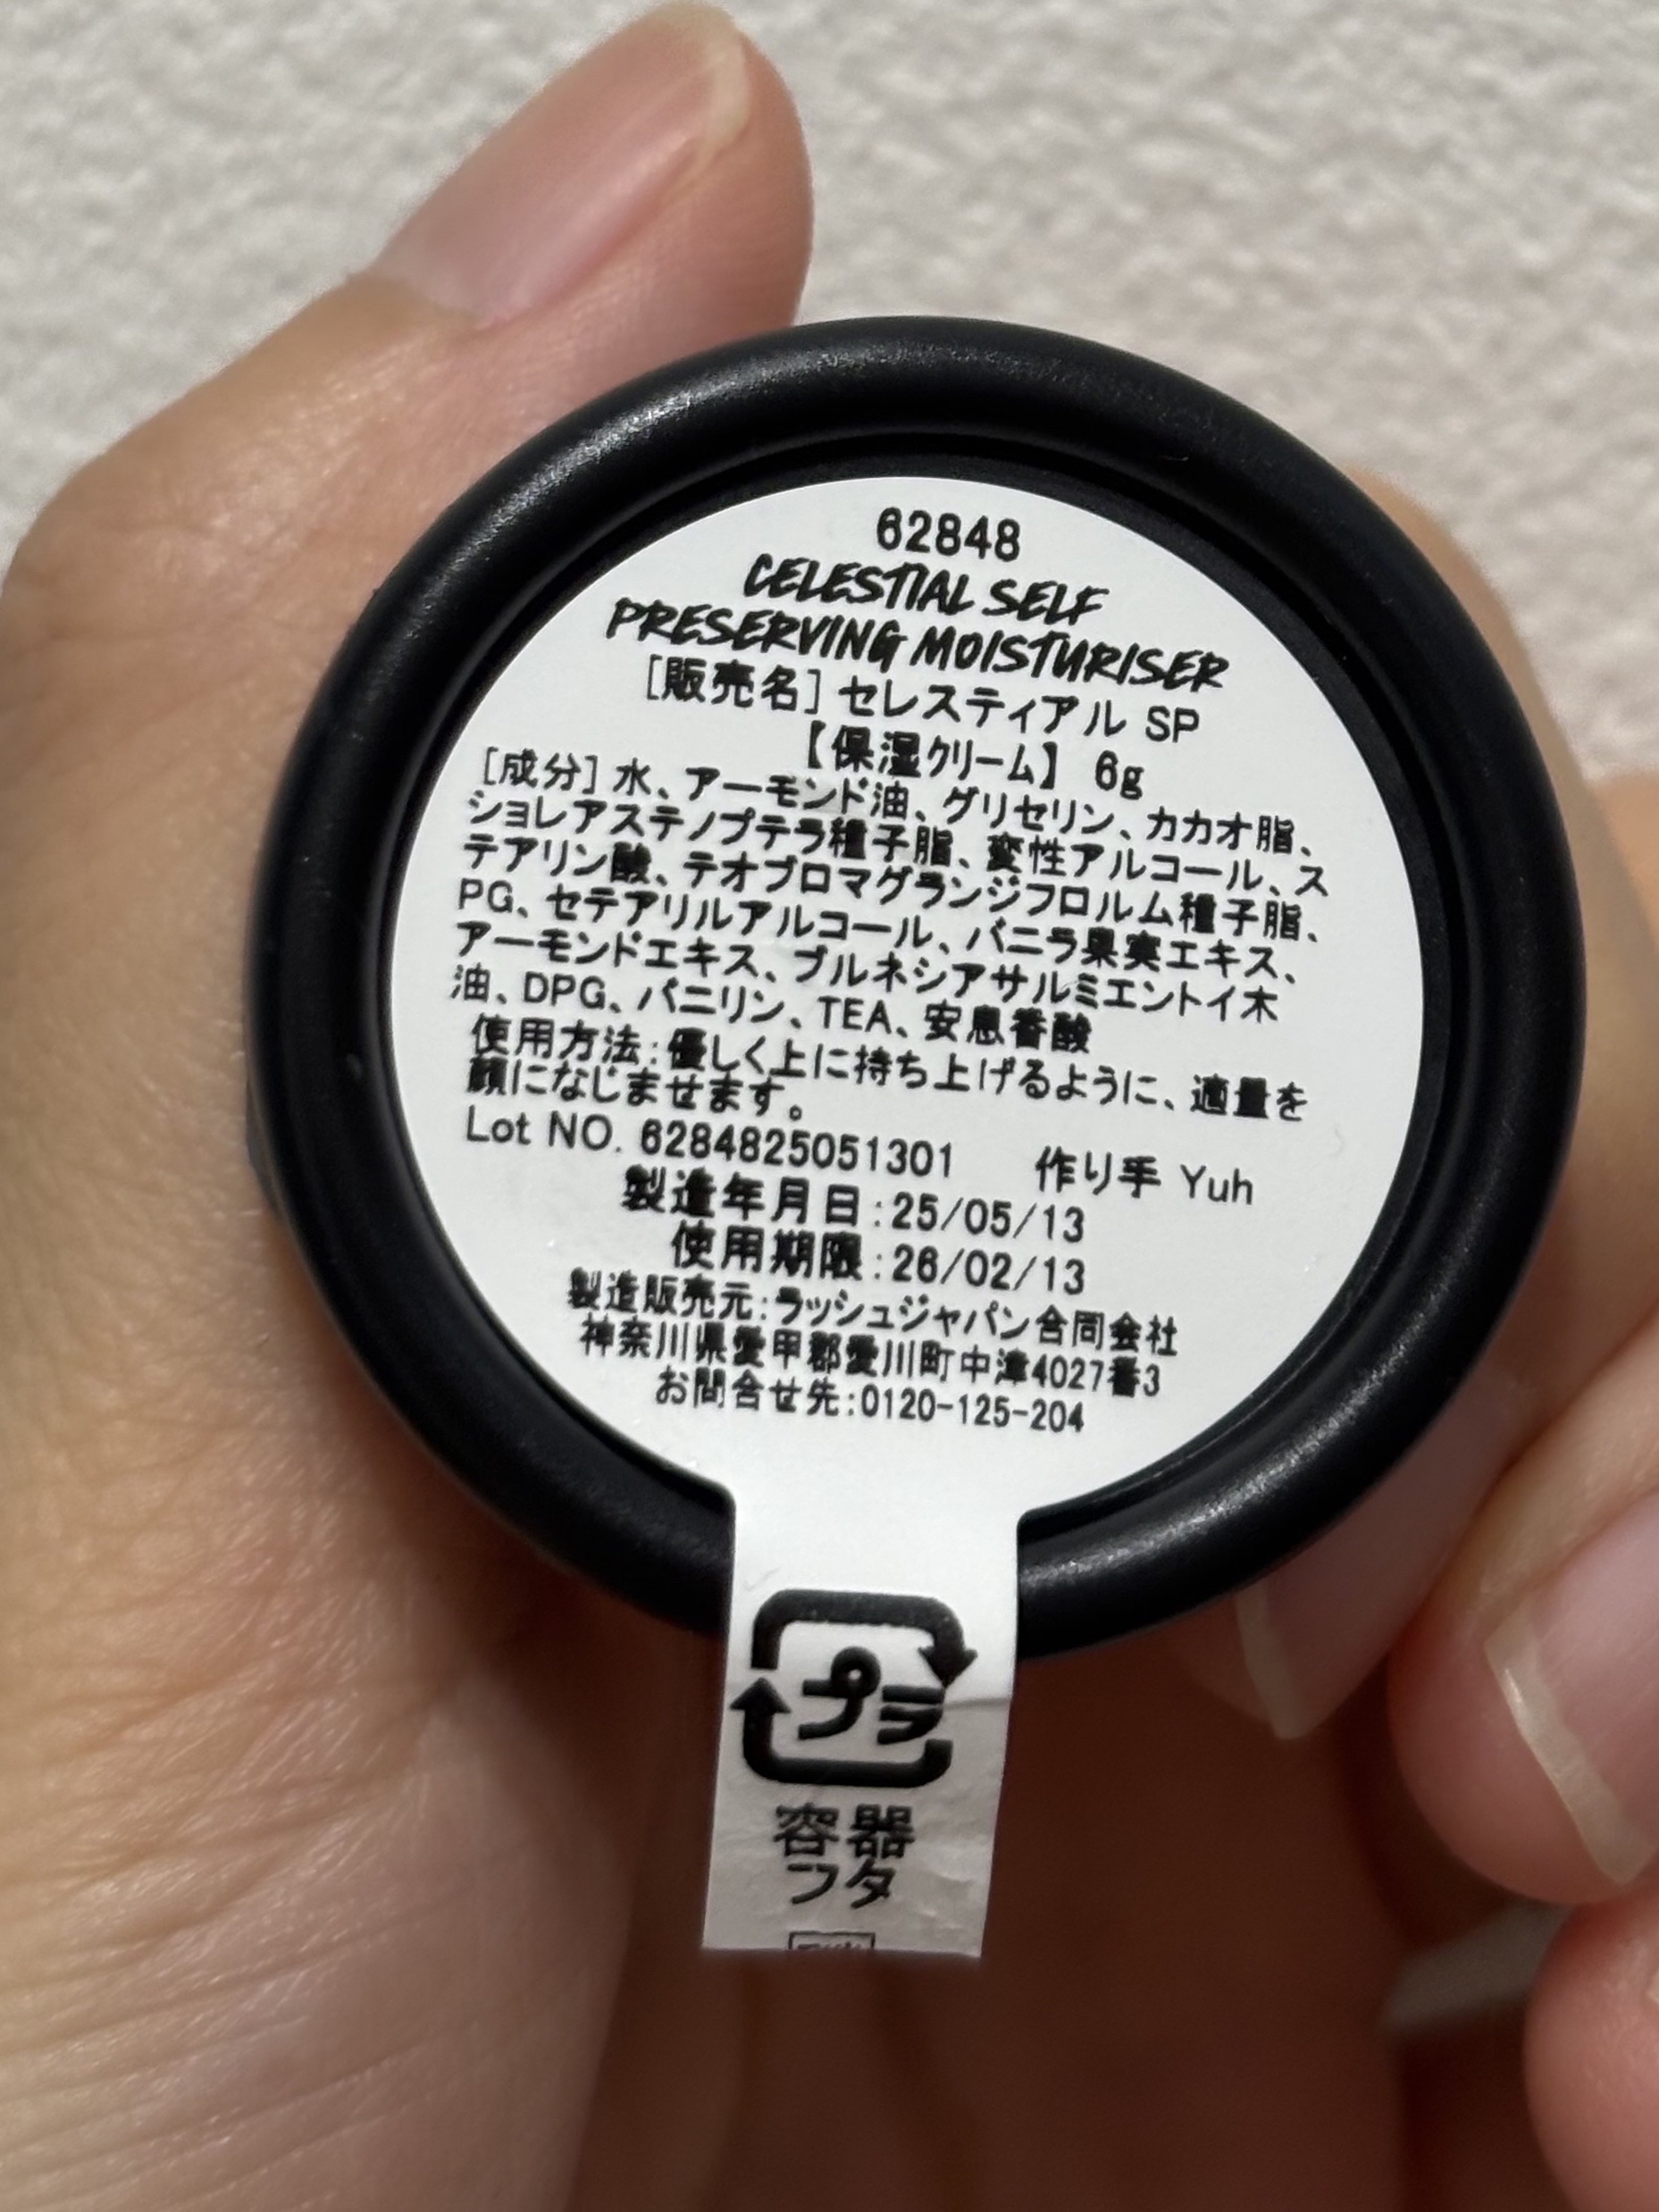 62848
CELESTIAL SELF
PRESERVING MOISTURISER
[販売名] セレスティアル SP
【保湿クリーム】 6g
[成分] 水、アーモンド油、グリセリン、カカオ脂、
ショレアステノプテラ種子脂、変性アルコール、ス
テアリン酸、テオブロマグランジフロルム種子脂、
PG、セテアリルアルコール、バニラ果実エキス、
アーモンドエキス、ブルネシアサルミエントイ木
油、DPG、バニリン、TEA、安息香酸
使用方法:優しく上に持ち上げるように、適量を
顔になじませます。
Lot NO. 6284825051301 作り手 Yuh
製造年月日:25/05/13
使用期限:26/02/13
製造販売元:ラッシュジャパン合同会社
神奈川県愛甲郡愛川町中津4027番3
お問合せ先:0120-125-204
プラ
容器
フタ